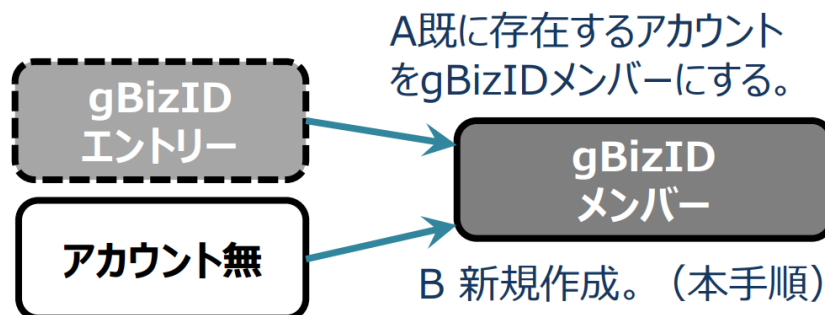 A既に存在するアカウント
をgBizIDメンバーにする。
gBizID
エントリー
gBizID
メンバー
アカウント無
B 新規作成。（本手順）